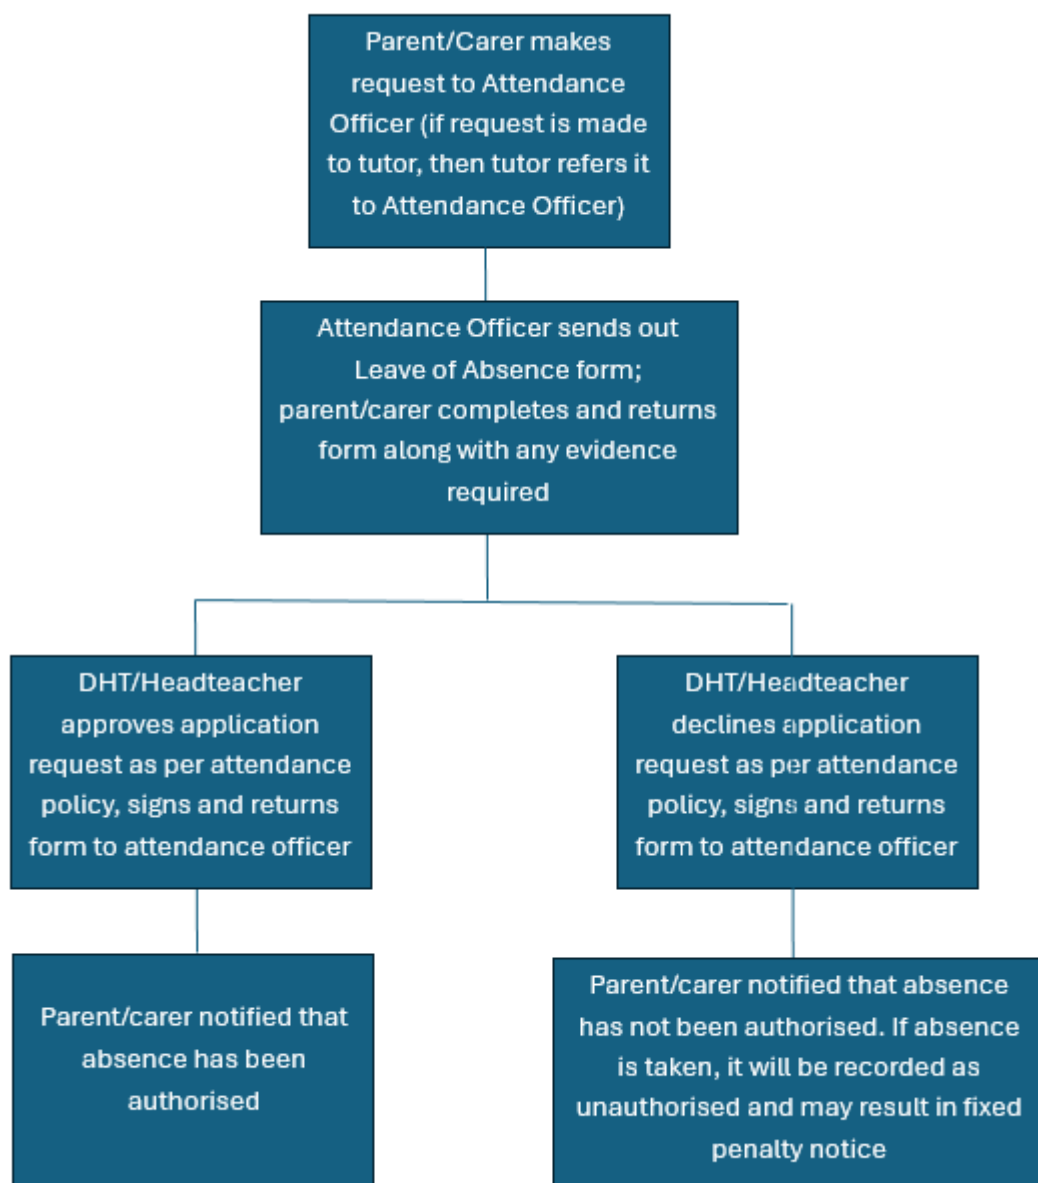 Parent/Carer makes
request to Attendance
Officer (if request is made
to tutor, then tutor refers it
to Attendance Officer)
Attendance Officer sends out
Leave of Absence form;
parent/carer completes and returns
form along with any evidence
required
DHT/Headteacher
approves application
request as per attendance
policy, signs and returns
form to attendance officer
DHT/Headteacher
declines application
request as per attendance
policy, signs and returns
form to attendance officer
Parent/carer notified that
absence has been
authorised
Parent/carer notified that absence
has not been authorised. If absence
is taken, it will be recorded as
unauthorised and may result in fixed
penalty notice